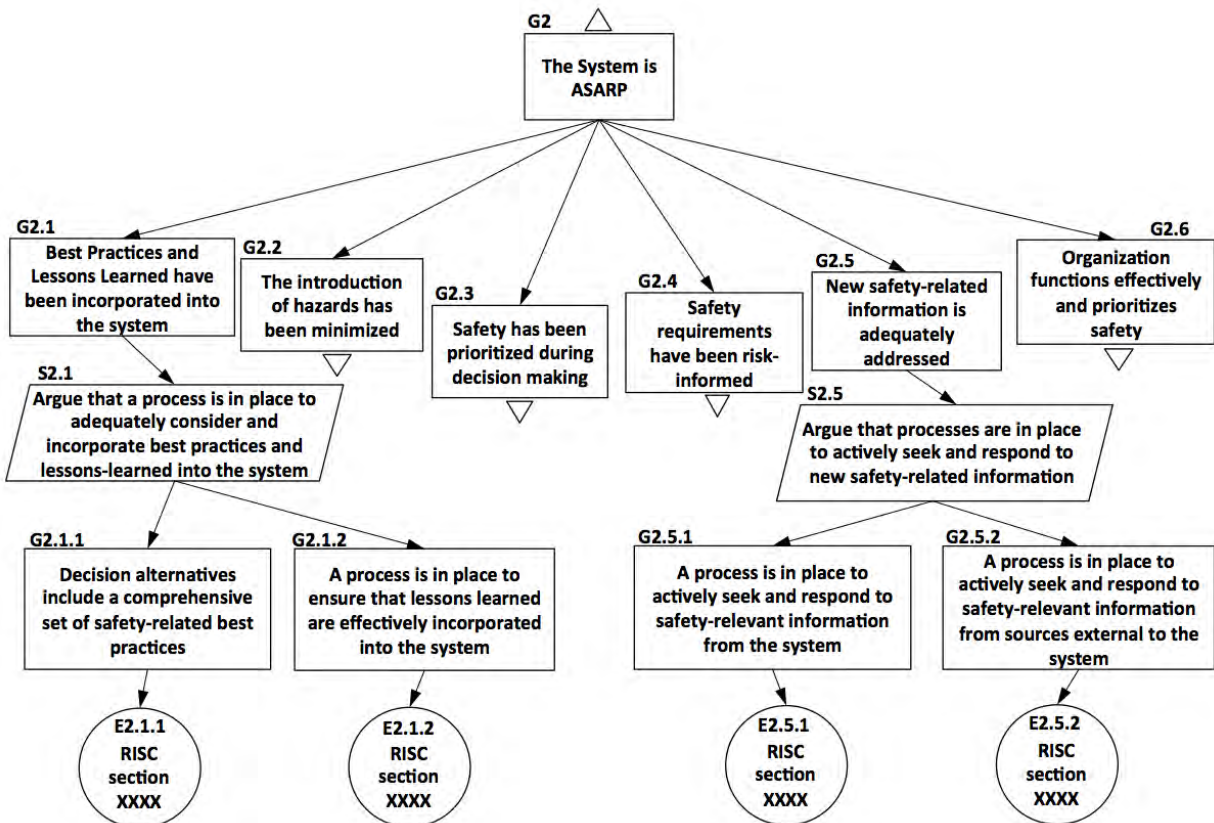 G2
The System is
ASARP
G2.1
Best Practices and
Lessons Learned have
been incorporated into
the system
G2.2
The introduction
of hazards has
been minimized
G2.3
Safety has been
prioritized during
decision making
G2.4
Safety
requirements
have been risk-
informed
G2.5
New safety-related
information is
adequately
addressed
G2.6
Organization
functions effectively
and prioritizes
safety
S2.1
Argue that a process is in place to
adequately consider and
incorporate best practices and
lessons-learned into the system
S2.5
Argue that processes are in place
to actively seek and respond to
new safety-related information
G2.1.1
Decision alternatives
include a comprehensive
set of safety-related best
practices
G2.1.2
A process is in place to
ensure that lessons learned
are effectively incorporated
into the system
G2.5.1
A process is in place to
actively seek and respond to
safety-relevant information
from the system
G2.5.2
A process is in place to
actively seek and respond to
safety-relevant information
from sources external to the
system
E2.1.1
RISC
section
XXXX
E2.1.2
RISC
section
XXXX
E2.5.1
RISC
section
XXXX
E2.5.2
RISC
section
XXXX